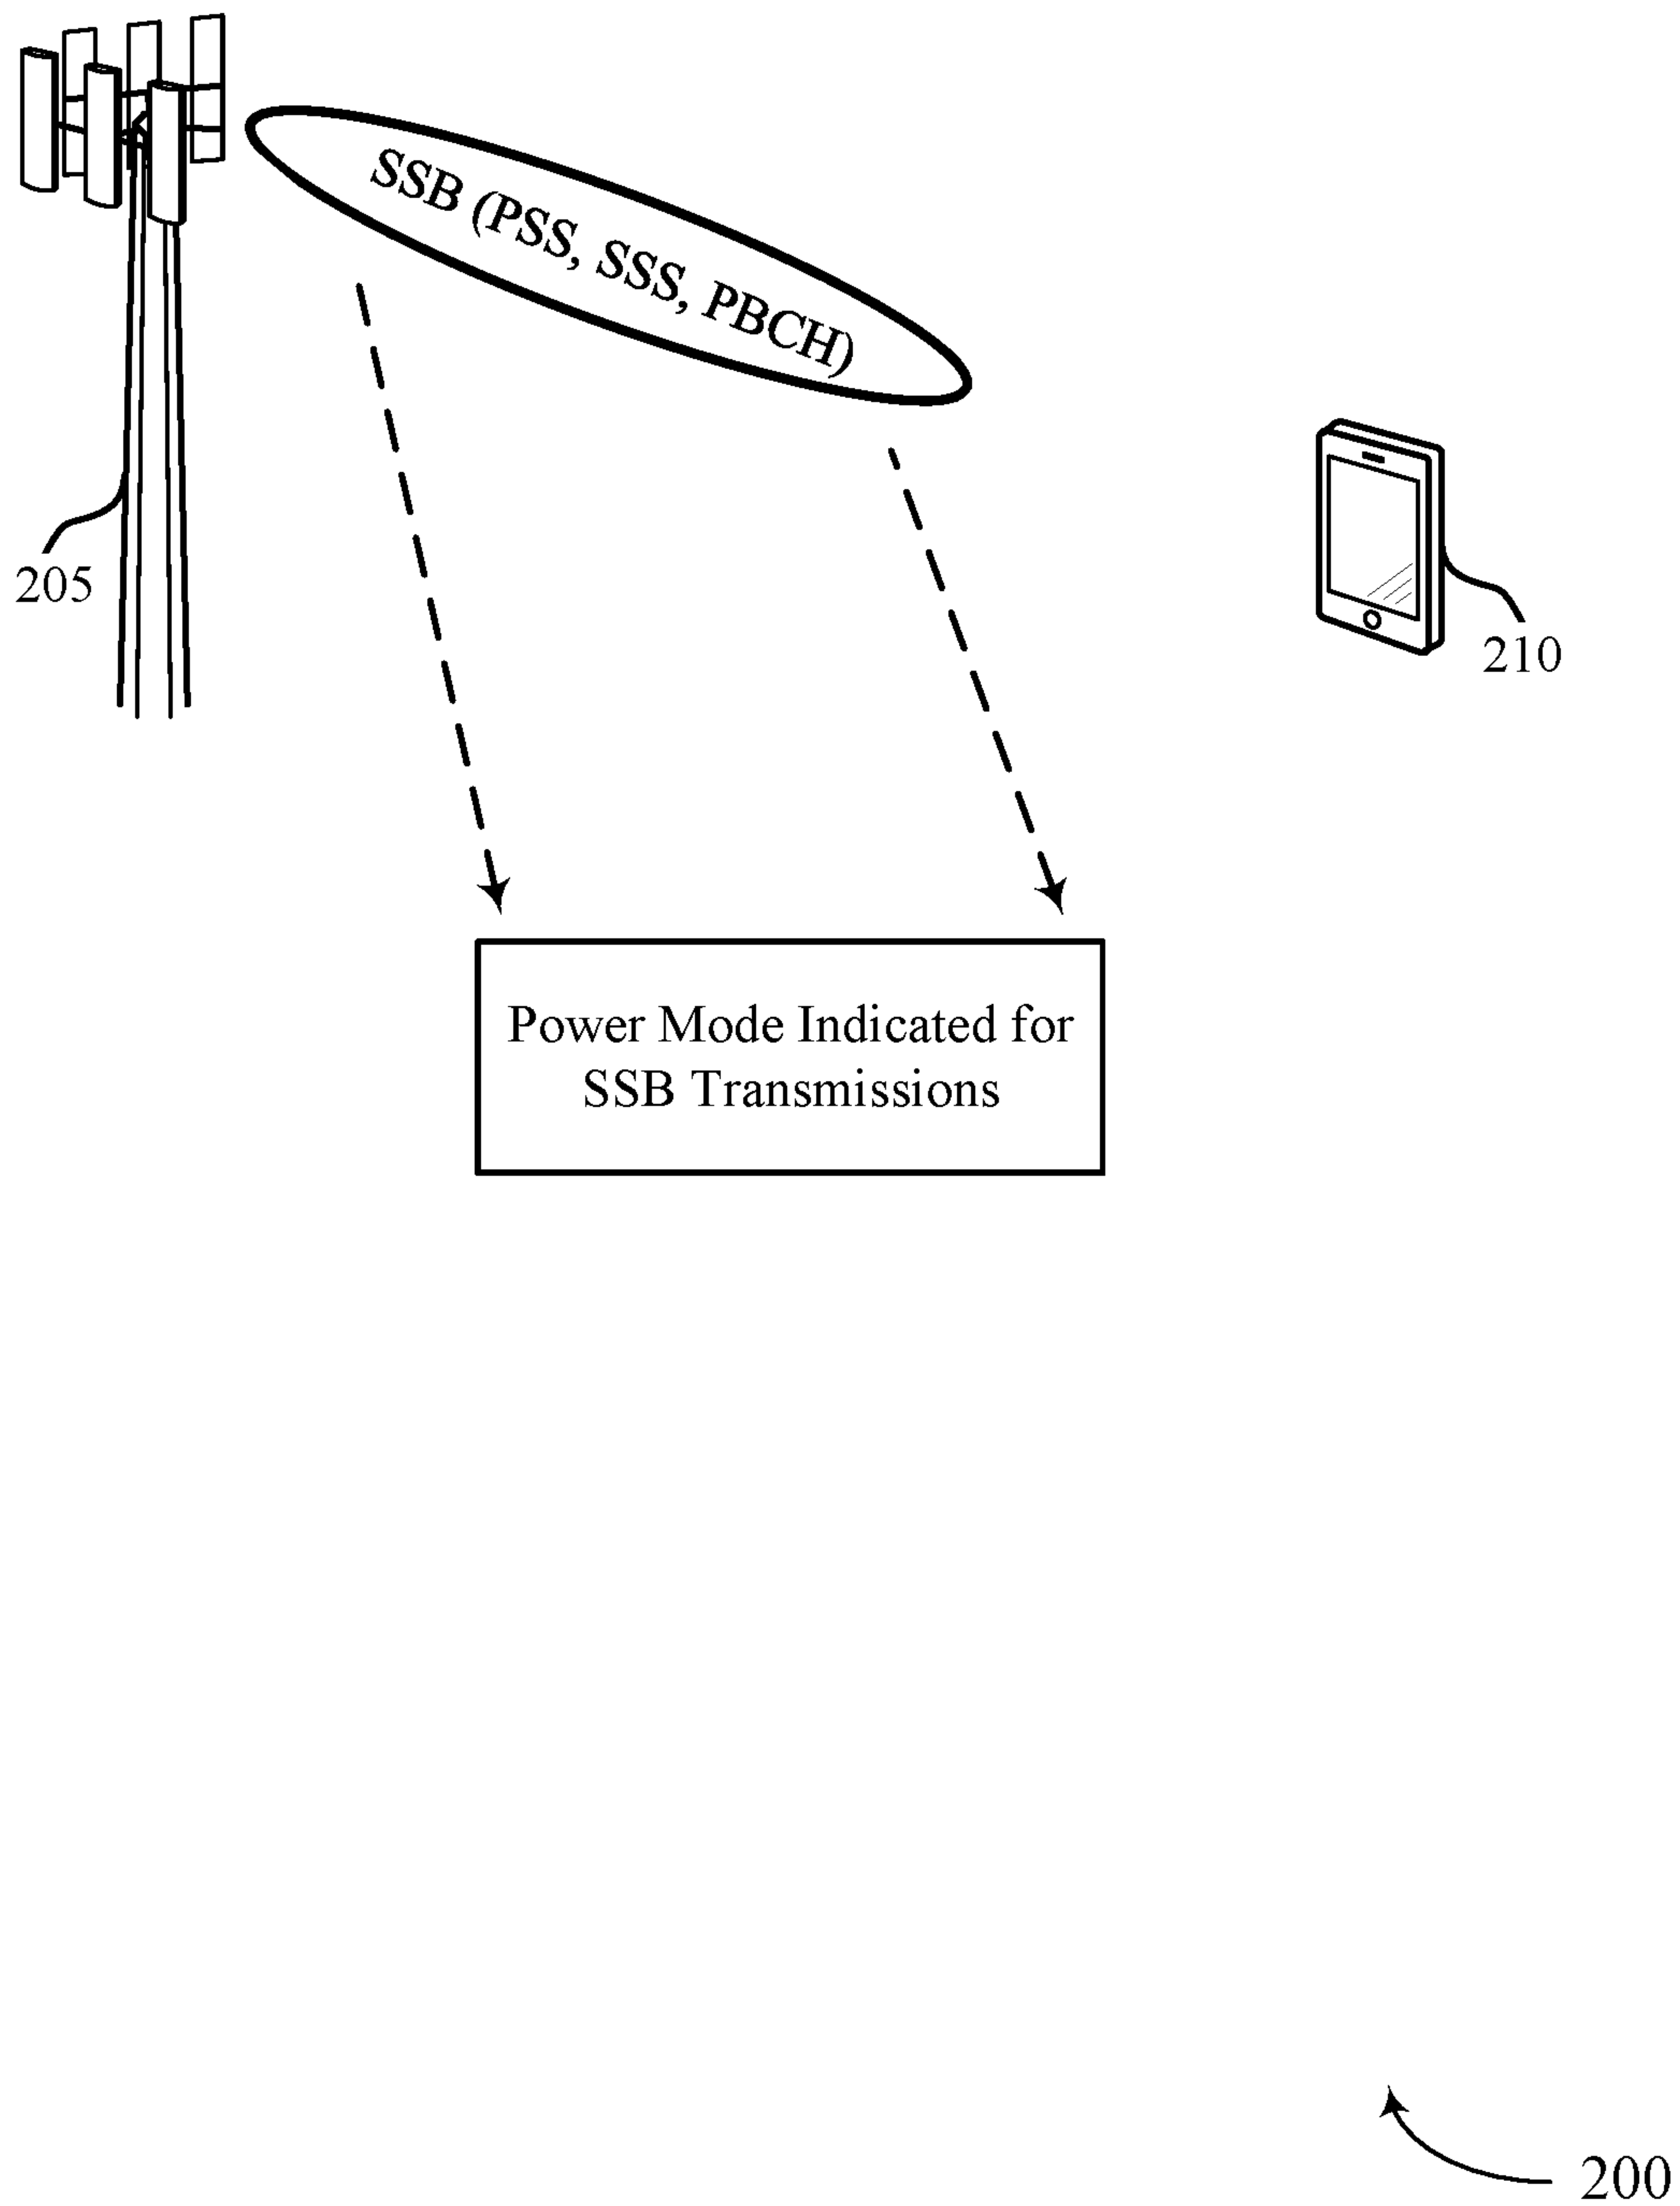 SSB (PSS, SSS, PBCH)
205
210
Power Mode Indicated for
SSB Transmissions
200